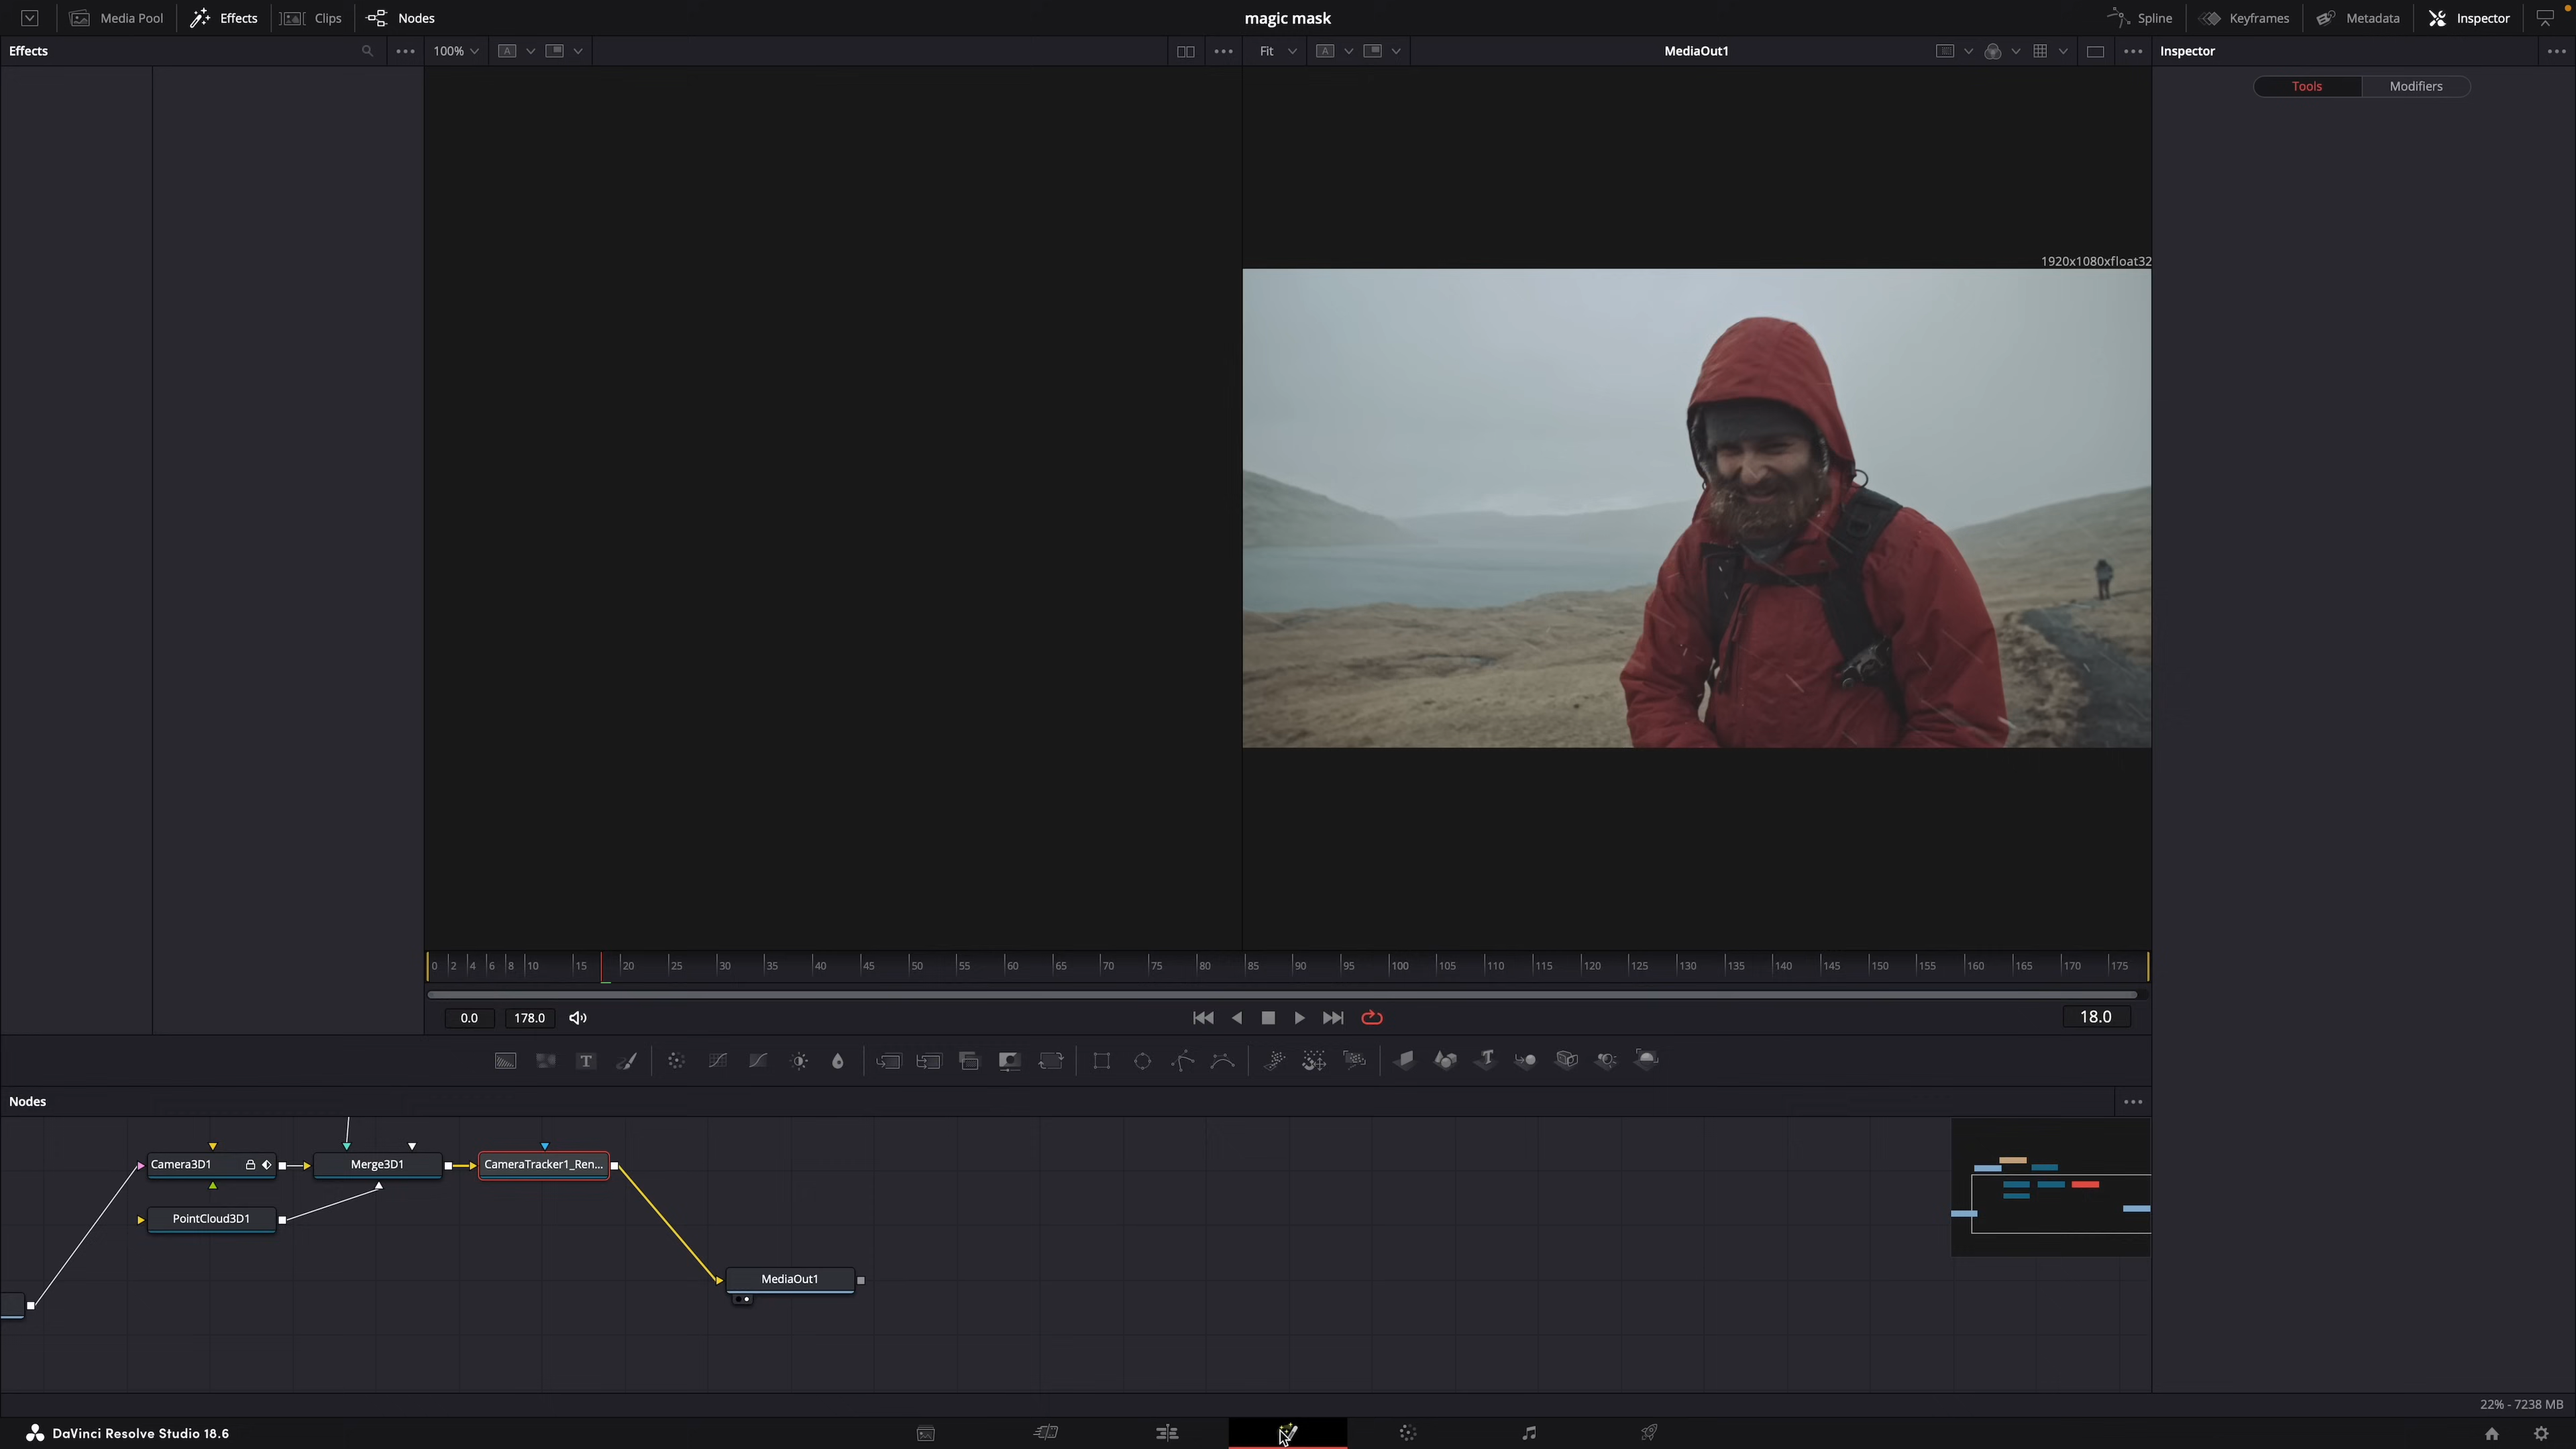 Media Pool Effects Clips Nodes magic mask Spline Keyframes Metadata Inspector
Effects 100% A Fit A MediaOut1 Inspector
Tools Modifiers
1920x1080xfloat32
0 2 4 6 8 10 15 20 25 30 35 40 45 50 55 60 65 70 75 80 85 90 95 100 105 110 115 120 125 130 135 140 145 150 155 160 165 170 175
0.0 178.0 18.0
T T
Nodes
Camera3D1 Merge3D1 CameraTracker1_Ren...
PointCloud3D1
MediaOut1
22% - 7238 MB
DaVinci Resolve Studio 18.6